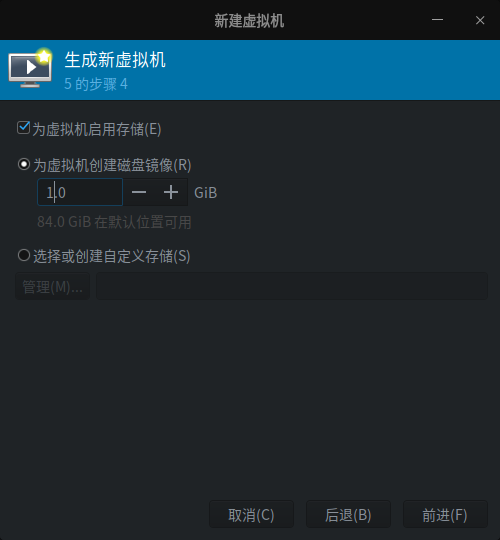 新建虚拟机
生成新虚拟机
5 的步骤 4
为虚拟机启用存储(E)
为虚拟机创建磁盘镜像(R)
1.0 GiB
84.0 GiB 在默认位置可用
选择或创建自定义存储(S)
管理(M)...
取消(C) 后退(B) 前进(F)